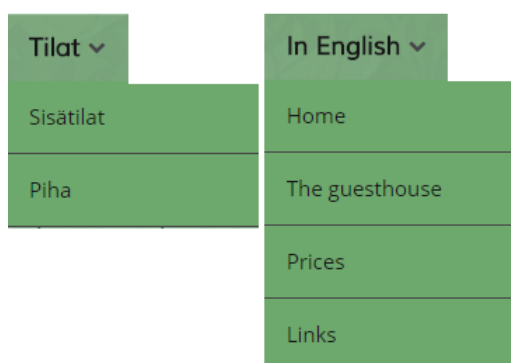 Tilat
Sisätilat
Piha
In English
Home
The guesthouse
Prices
Links